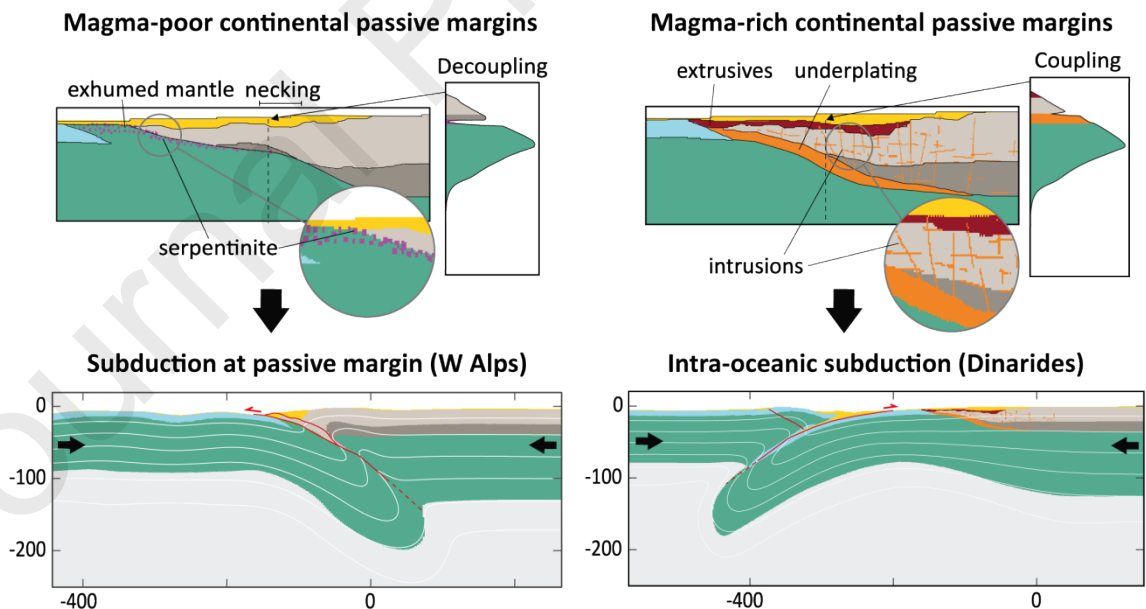 Magma-poor continental passive margins
Magma-rich continental passive margins
Decoupling
exhumed mantle necking
serpentinite
Coupling
extrusives underplating
intrusions
Subduction at passive margin (W Alps)
Intra-oceanic subduction (Dinarides)
0
-100
-200
-400 0
0
-100
-200
-400 0